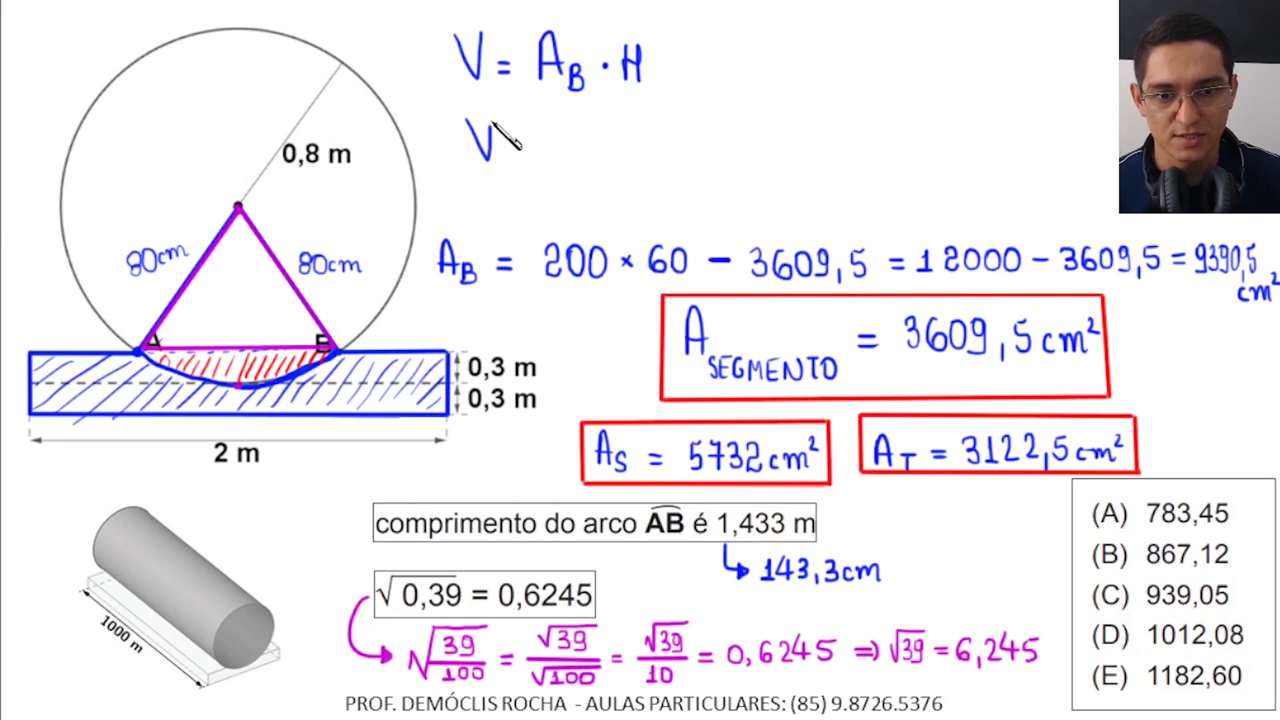 V = A_B · H
V
0,8 m
80cm
80cm
A_B = 200 × 60 − 3609,5 = 12000 − 3609,5 = 9390,5 cm²
A_SEGMENTO = 3609,5 cm²
A B
0,3 m
0,3 m
2 m
A_S = 5732 cm²
A_T = 3122,5 cm²
comprimento do arco AB é 1,433 m
↳ 143,3cm
√0,39 = 0,6245
√39/100 = √39/√100 = √39/10 = 0,6245 ⇒ √39 = 6,245
1000 m
(A) 783,45
(B) 867,12
(C) 939,05
(D) 1012,08
(E) 1182,60
PROF. DEMÓCLIS ROCHA - AULAS PARTICULARES: (85) 9.8726.5376